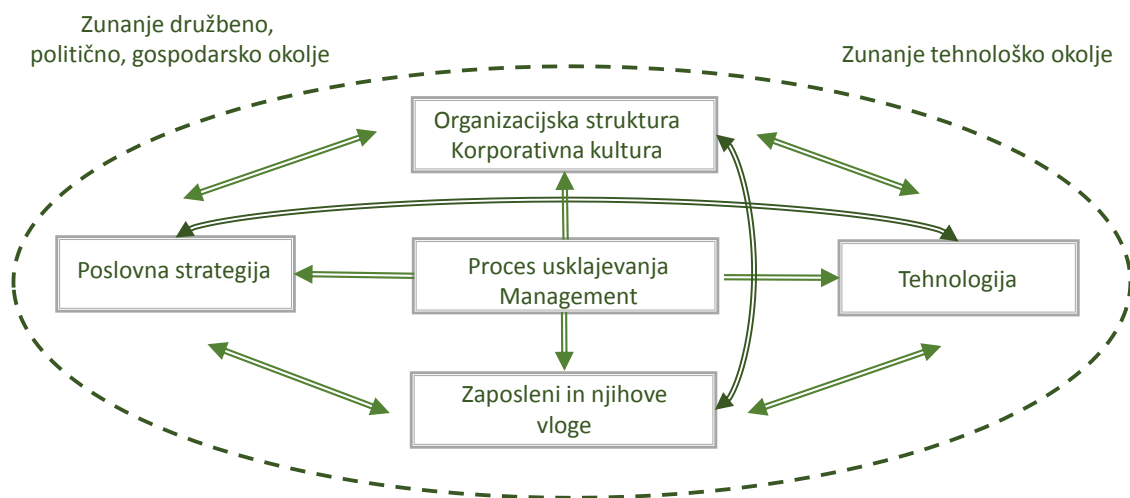 Zunanje družbeno,
politično, gospodarsko okolje
Zunanje tehnološko okolje
Organizacijska struktura
Korporativna kultura
Poslovna strategija
Proces usklajevanja
Management
Tehnologija
Zaposleni in njihove
vloge